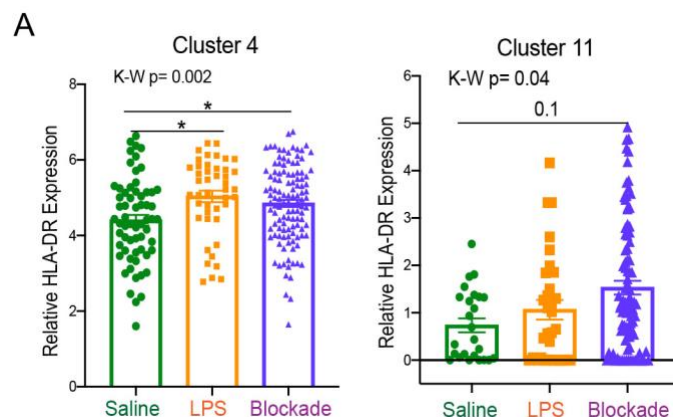 A
Cluster 4
K-W p= 0.002
*
*
Relative HLA-DR Expression
8
6
4
2
0
Saline LPS Blockade
Cluster 11
K-W p= 0.04
0.1
Relative HLA-DR Expression
6
5
4
3
2
1
0
Saline LPS Blockade